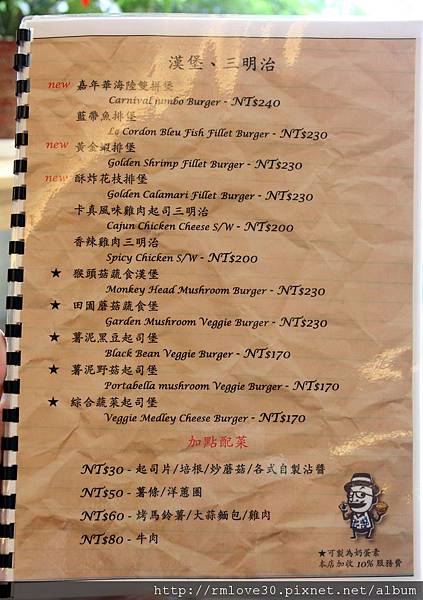 漢堡、三明治
new 嘉年華海陸雙拼堡
Carnival jumbo Burger - NT$240
藍帶魚排堡
Le Cordon Bleu Fish Fillet Burger - NT$230
new 黃金蝦排堡
Golden Shrimp Fillet Burger - NT$230
new 酥炸花枝排堡
Golden Calamari Fillet Burger - NT$230
卡真風味雞肉起司三明治
Cajun Chicken Cheese S/W - NT$200
香辣雞肉三明治
Spicy Chicken S/W - NT$200
★ 猴頭菇蔬食漢堡
Monkey Head Mushroom Burger - NT$230
★ 田園蘑菇蔬食堡
Garden Mushroom Veggie Burger - NT$230
★ 薯泥黑豆起司堡
Black Bean Veggie Burger - NT$170
★ 薯泥野菇起司堡
Portabella mushroom Veggie Burger - NT$170
★ 綜合蔬菜起司堡
Veggie Medley Cheese Burger - NT$170
加點配菜
NT$30 - 起司片/培根/炒蘑菇/各式自製沾醬
NT$50 - 薯條/洋蔥圈
NT$60 - 烤馬鈴薯/大蒜麵包/雞肉
NT$80 - 牛肉
★可製為奶蛋素
本店加收 10% 服務費
http://rmlove30.pixnet.net/album